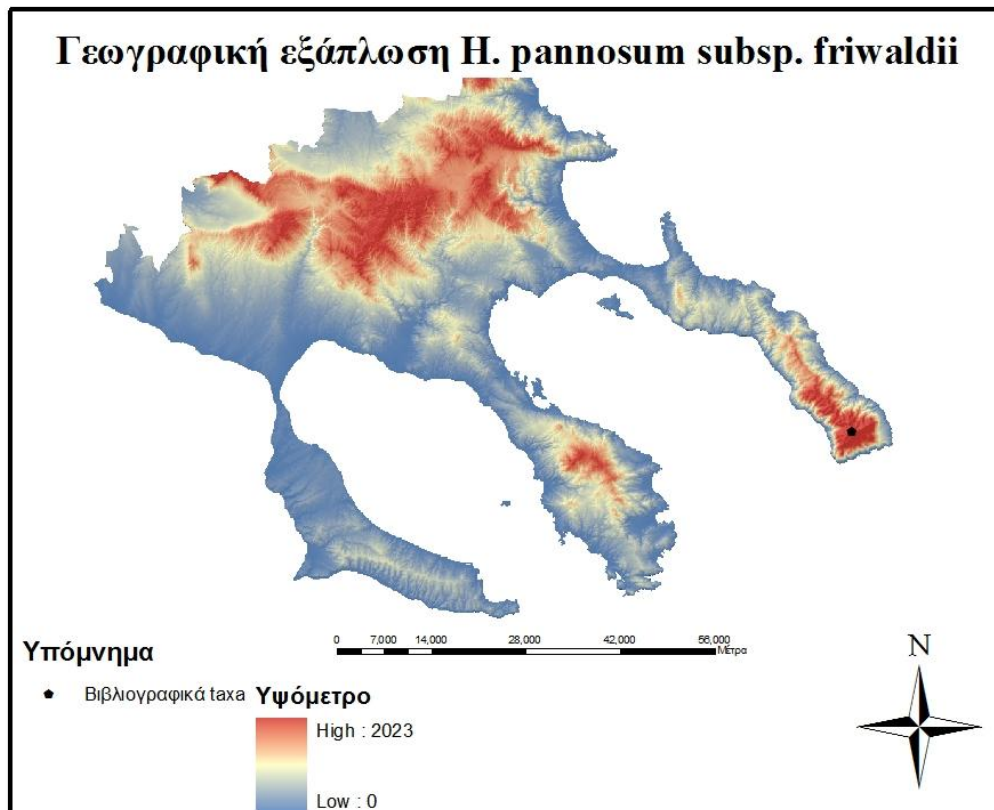 Γεωγραφική εξάπλωση H. pannosum subsp. friwaldii
0 7,000 14,000 28,000 42,000 56,000
Μέτρα
Υπόμνημα
Βιβλιογραφικά taxa
Υψόμετρο
High : 2023
Low : 0
N